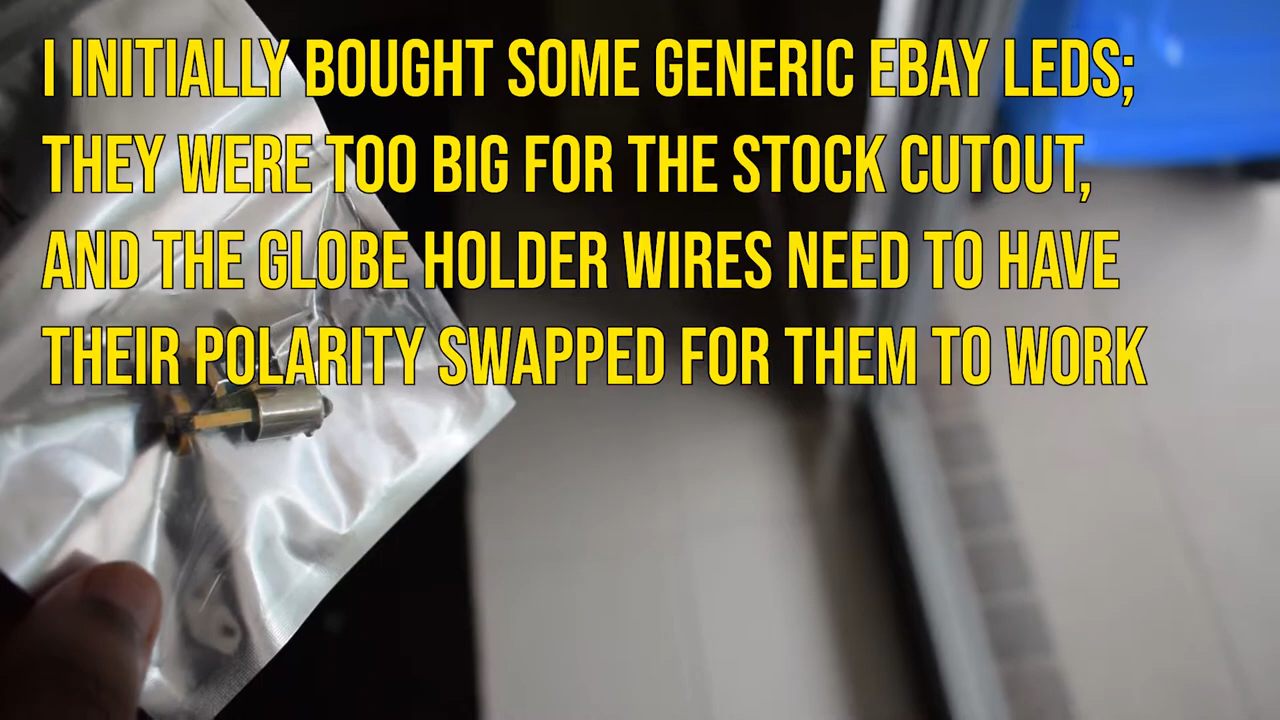 I INITIALLY BOUGHT SOME GENERIC EBAY LEDS;
THEY WERE TOO BIG FOR THE STOCK CUTOUT,
AND THE GLOBE HOLDER WIRES NEED TO HAVE
THEIR POLARITY SWAPPED FOR THEM TO WORK